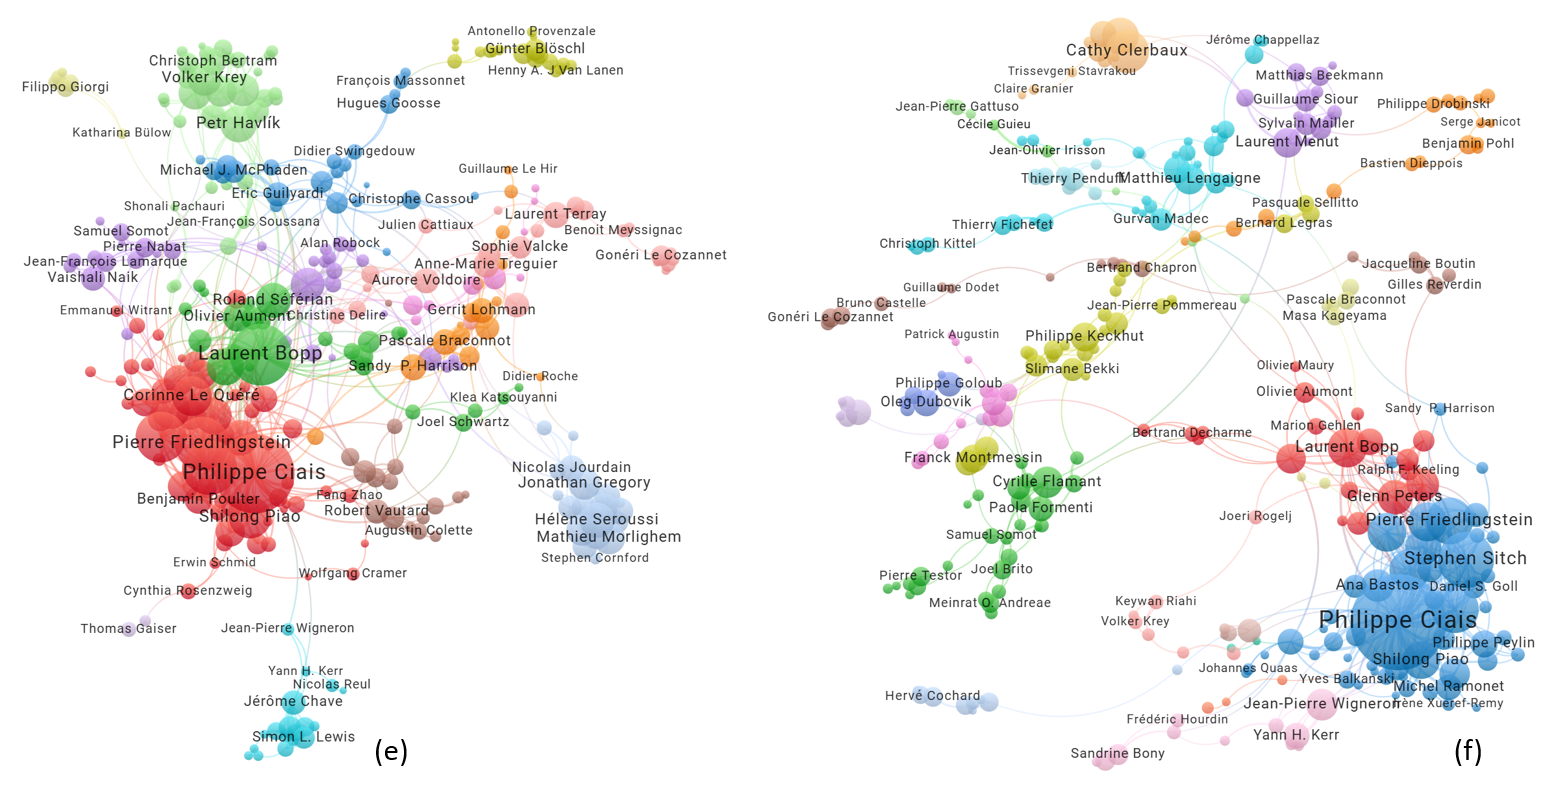 Antonello Provenzale
Günter Blöschl
Henny A. J Van Lanen
Christoph Bertram
Volker Krey
François Massonnet
Filippo Giorgi
Hugues Goosse
Petr Havlík
Katharina Bülow
Didier Swingedouw
Michael J. McPhaden
Guillaume Le Hir
Eric Guilyardi
Christophe Cassou
Shonali Pachauri
Jean-François Soussana
Laurent Terray
Julien Cattiaux
Benoit Meyssignac
Samuel Somot
Alan Robock
Pierre Nabat
Sophie Valcke
Gonéri Le Cozannet
Jean-François Lamarque
Anne-Marie Treguier
Vaishali Naik
Aurore Voldoire
Roland Séférian
Emmanuel Witrant
Olivier Aumont
Christine Delire
Gerrit Lohmann
Pascale Braconnot
Laurent Bopp
Sandy P. Harrison
Didier Roche
Corinne Le Quéré
Klea Katsouyanni
Joel Schwartz
Pierre Friedlingstein
Philippe Ciais
Nicolas Jourdain
Jonathan Gregory
Benjamin Poulter
Fang Zhao
Robert Vautard
Shilong Piao
Augustin Colette
Hélène Seroussi
Mathieu Morlighem
Stephen Cornford
Erwin Schmid
Wolfgang Cramer
Cynthia Rosenzweig
Thomas Gaiser
Jean-Pierre Wigneron
Yann H. Kerr
Nicolas Reul
Jérôme Chave
Simon L. Lewis
(e)
Cathy Clerbaux
Jérôme Chappellaz
Trissevgeni Stavrakou
Matthias Beekmann
Claire Granier
Guillaume Siour
Philippe Drobinski
Jean-Pierre Gattuso
Cécile Guieu
Sylvain Mailler
Serge Janicot
Laurent Menut
Benjamin Pohl
Jean-Olivier Irisson
Bastien Dieppois
Thierry Penduff
Matthieu Lengaigne
Pasquale Sellitto
Gurvan Madec
Bernard Legras
Thierry Fichefet
Christoph Kittel
Bertrand Chapron
Jacqueline Boutin
Guillaume Dodet
Gilles Reverdin
Bruno Castelle
Jean-Pierre Pommereau
Pascale Braconnot
Gonéri Le Cozannet
Masa Kageyama
Patrick Augustin
Philippe Keckhut
Slimane Bekki
Olivier Maury
Philippe Goloub
Olivier Aumont
Oleg Dubovik
Sandy P. Harrison
Marion Gehlen
Bertrand Decharme
Laurent Bopp
Franck Montmessin
Ralph F. Keeling
Cyrille Flamant
Glenn Peters
Paola Formenti
Joeri Rogelj
Pierre Friedlingstein
Samuel Somot
Stephen Sitch
Joel Brito
Pierre Testor
Ana Bastos
Daniel S. Goll
Meinrat O. Andreae
Keywan Riahi
Volker Krey
Philippe Ciais
Philippe Peylin
Shilong Piao
Johannes Quaas
Yves Balkanski
Michel Ramonet
Hervé Cochard
Jean-Pierre Wigneron
Irène Xueref-Remy
Frédéric Hourdin
Yann H. Kerr
Sandrine Bony
(f)